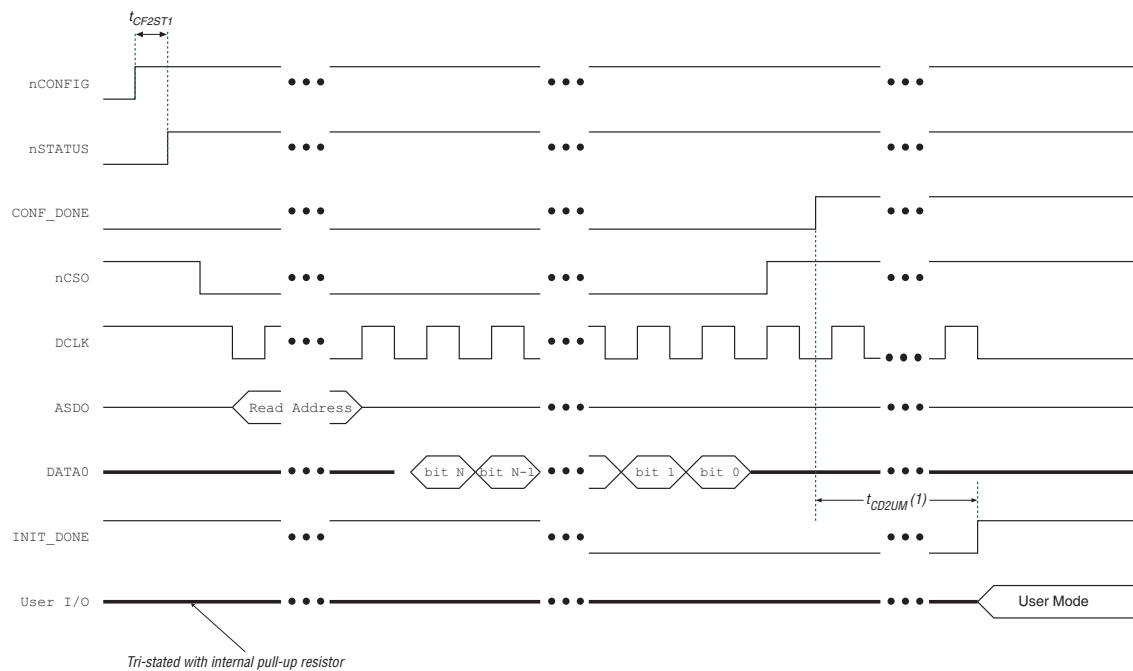 tCF2ST1
nCONFIG
nSTATUS
CONF_DONE
nCSO
DCLK
ASDO
Read Address
DATA0
bit N
bit N-1
bit 1
bit 0
tCD2UM (1)
INIT_DONE
User I/O
User Mode
Tri-stated with internal pull-up resistor